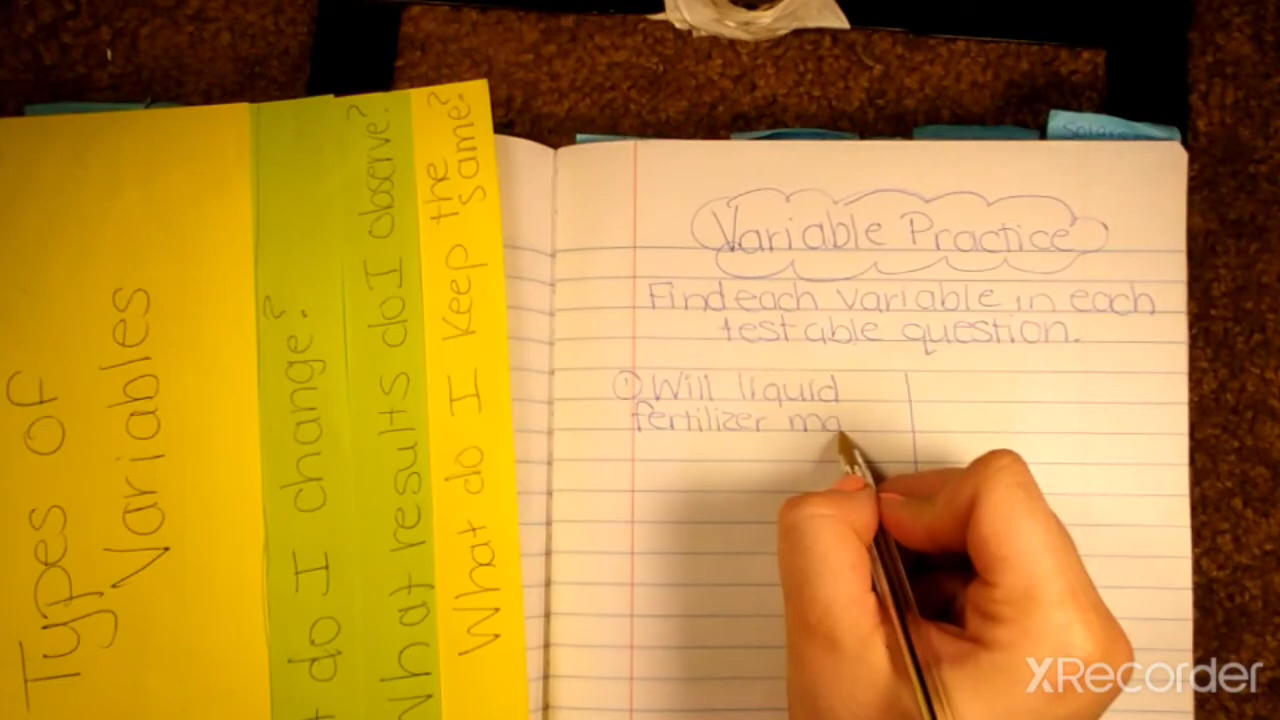 Types of
Variables
do I change?
What results do I observe?
What do I keep the
same?
Variable Practice
Find each variable in each
testable question.
① Will liquid
fertilizer ma
XRecorder